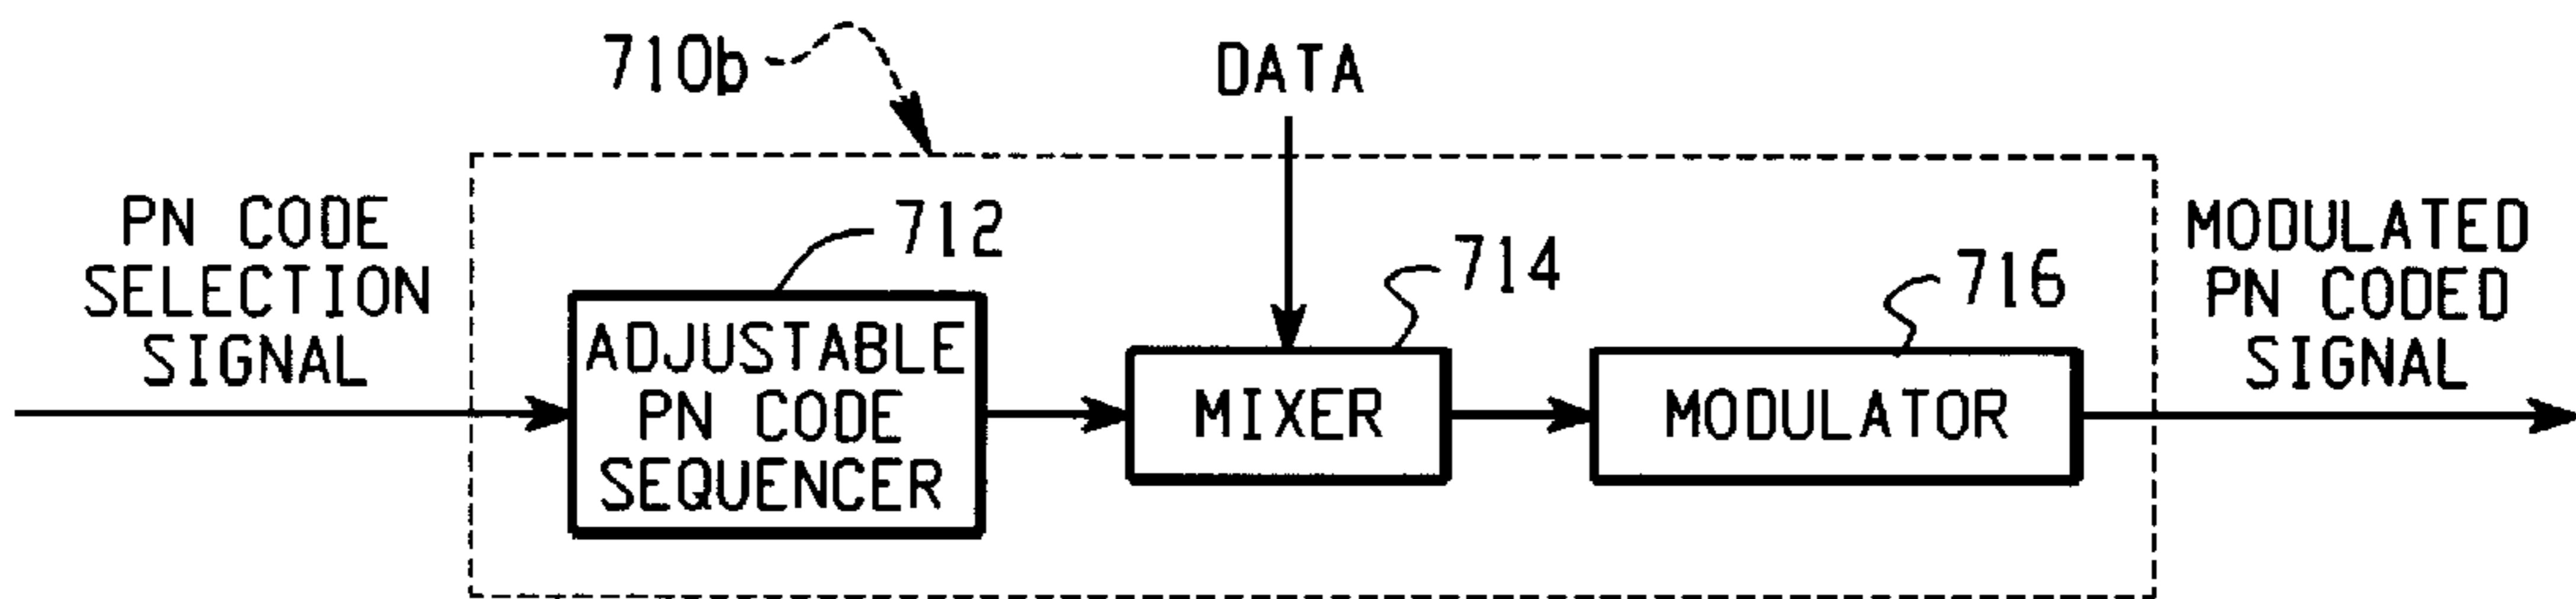 710b
DATA
PN CODE
SELECTION
SIGNAL
712
714
716
MODULATED
PN CODED
SIGNAL
ADJUSTABLE
PN CODE
SEQUENCER
MIXER
MODULATOR